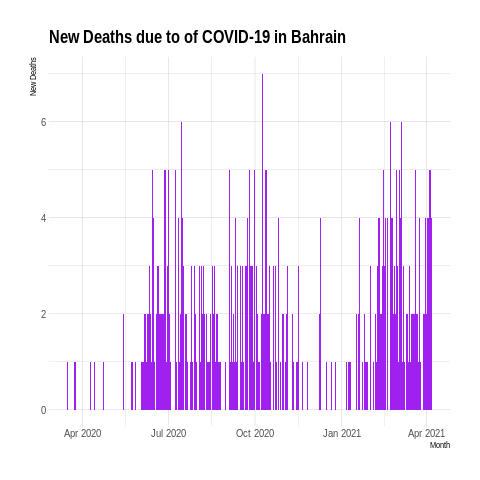 New Deaths due to of COVID-19 in Bahrain
New Deaths
6
4
2
0
Apr 2020 Jul 2020 Oct 2020 Jan 2021 Apr 2021
Month